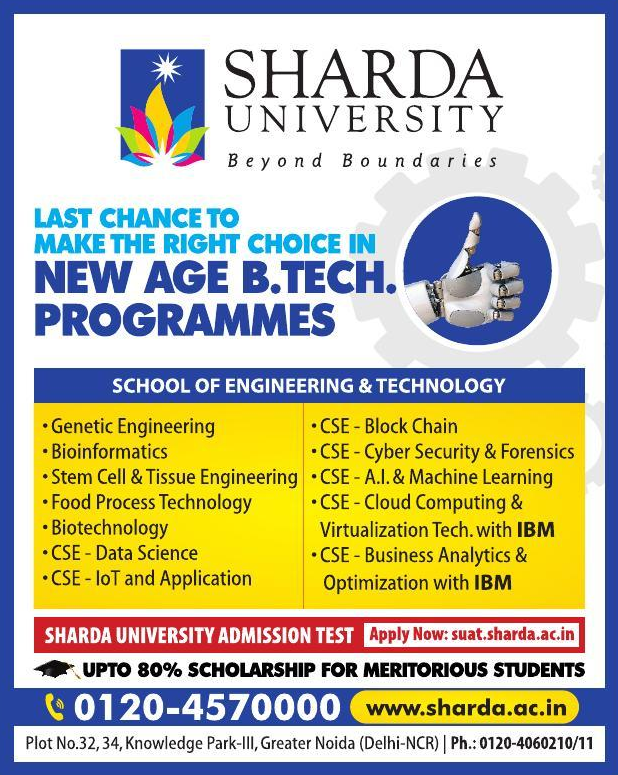 SHARDA
UNIVERSITY
Beyond Boundaries
LAST CHANCE TO
MAKE THE RIGHT CHOICE IN
NEW AGE B.TECH.
PROGRAMMES
SCHOOL OF ENGINEERING & TECHNOLOGY
• Genetic Engineering
• Bioinformatics
• Stem Cell & Tissue Engineering
• Food Process Technology
• Biotechnology
• CSE - Data Science
• CSE - IoT and Application
• CSE - Block Chain
• CSE - Cyber Security & Forensics
• CSE - A.I. & Machine Learning
• CSE - Cloud Computing &
Virtualization Tech. with IBM
• CSE - Business Analytics &
Optimization with IBM
SHARDA UNIVERSITY ADMISSION TEST Apply Now: suat.sharda.ac.in
UPTO 80% SCHOLARSHIP FOR MERITORIOUS STUDENTS
0120-4570000 www.sharda.ac.in
Plot No.32, 34, Knowledge Park-III, Greater Noida (Delhi-NCR) | Ph.: 0120-4060210/11